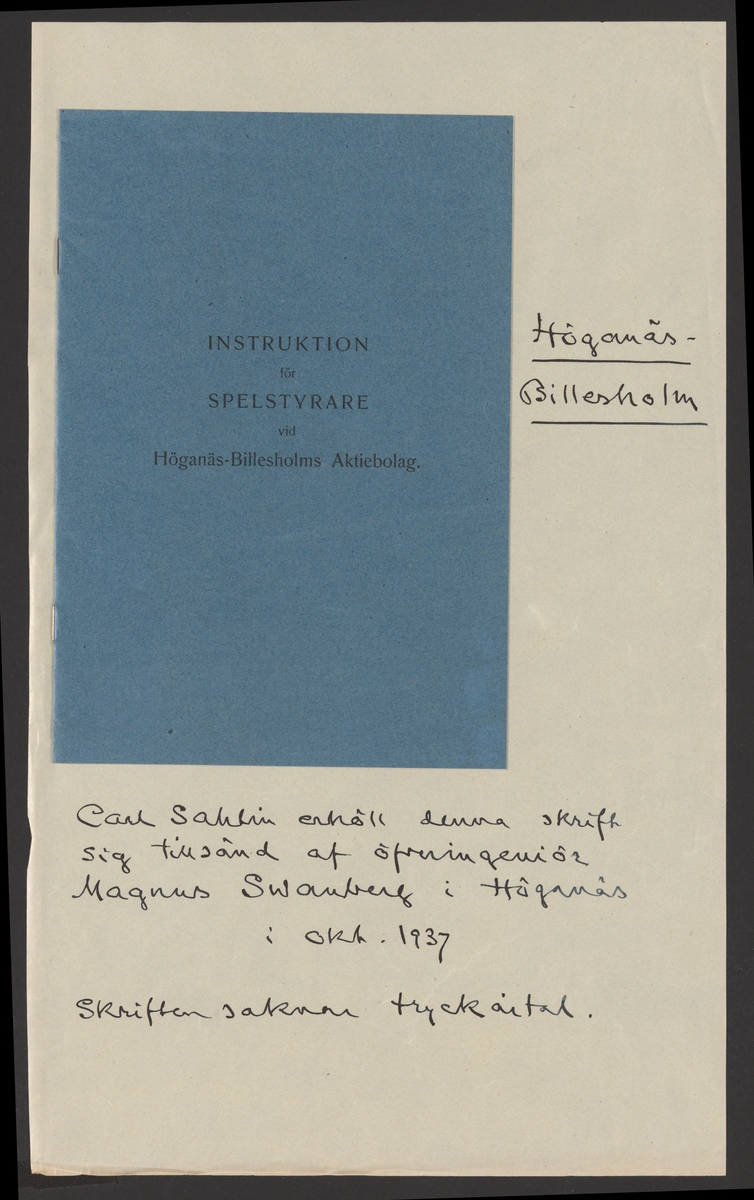 INSTRUKTION
för
SPELSTYRARE
vid
Höganäs-Billesholms Aktiebolag.
Höganäs-
Billesholm
Carl Sahlin erhöll denna skrift
sig tillsänd af öfveringeniör
Magnus Swanberg i Höganäs
i okt. 1937
Skriften saknar tryckårtal.